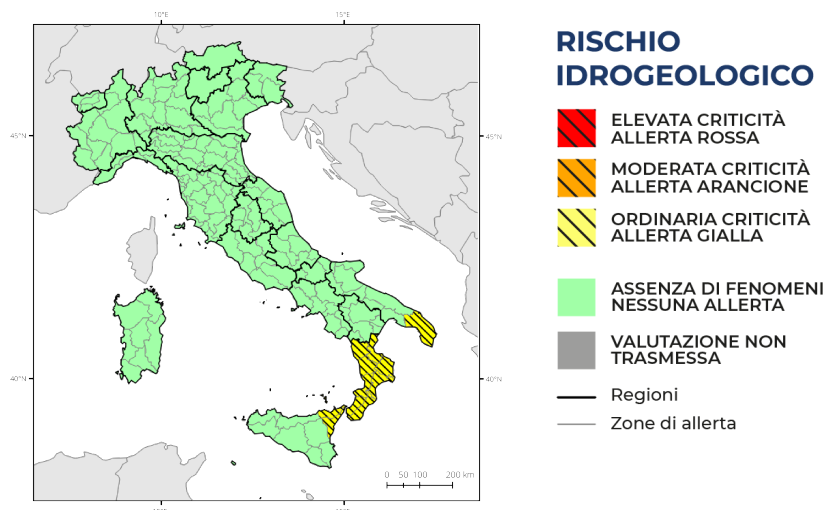 10°E
15°E
45°N
45°N
40°N
40°N
0 50 100 200 km
RISCHIO
IDROGEOLOGICO
ELEVATA CRITICITÀ
ALLERTA ROSSA
MODERATA CRITICITÀ
ALLERTA ARANCIONE
ORDINARIA CRITICITÀ
ALLERTA GIALLA
ASSENZA DI FENOMENI
NESSUNA ALLERTA
VALUTAZIONE NON
TRASMESSA
Regioni
Zone di allerta